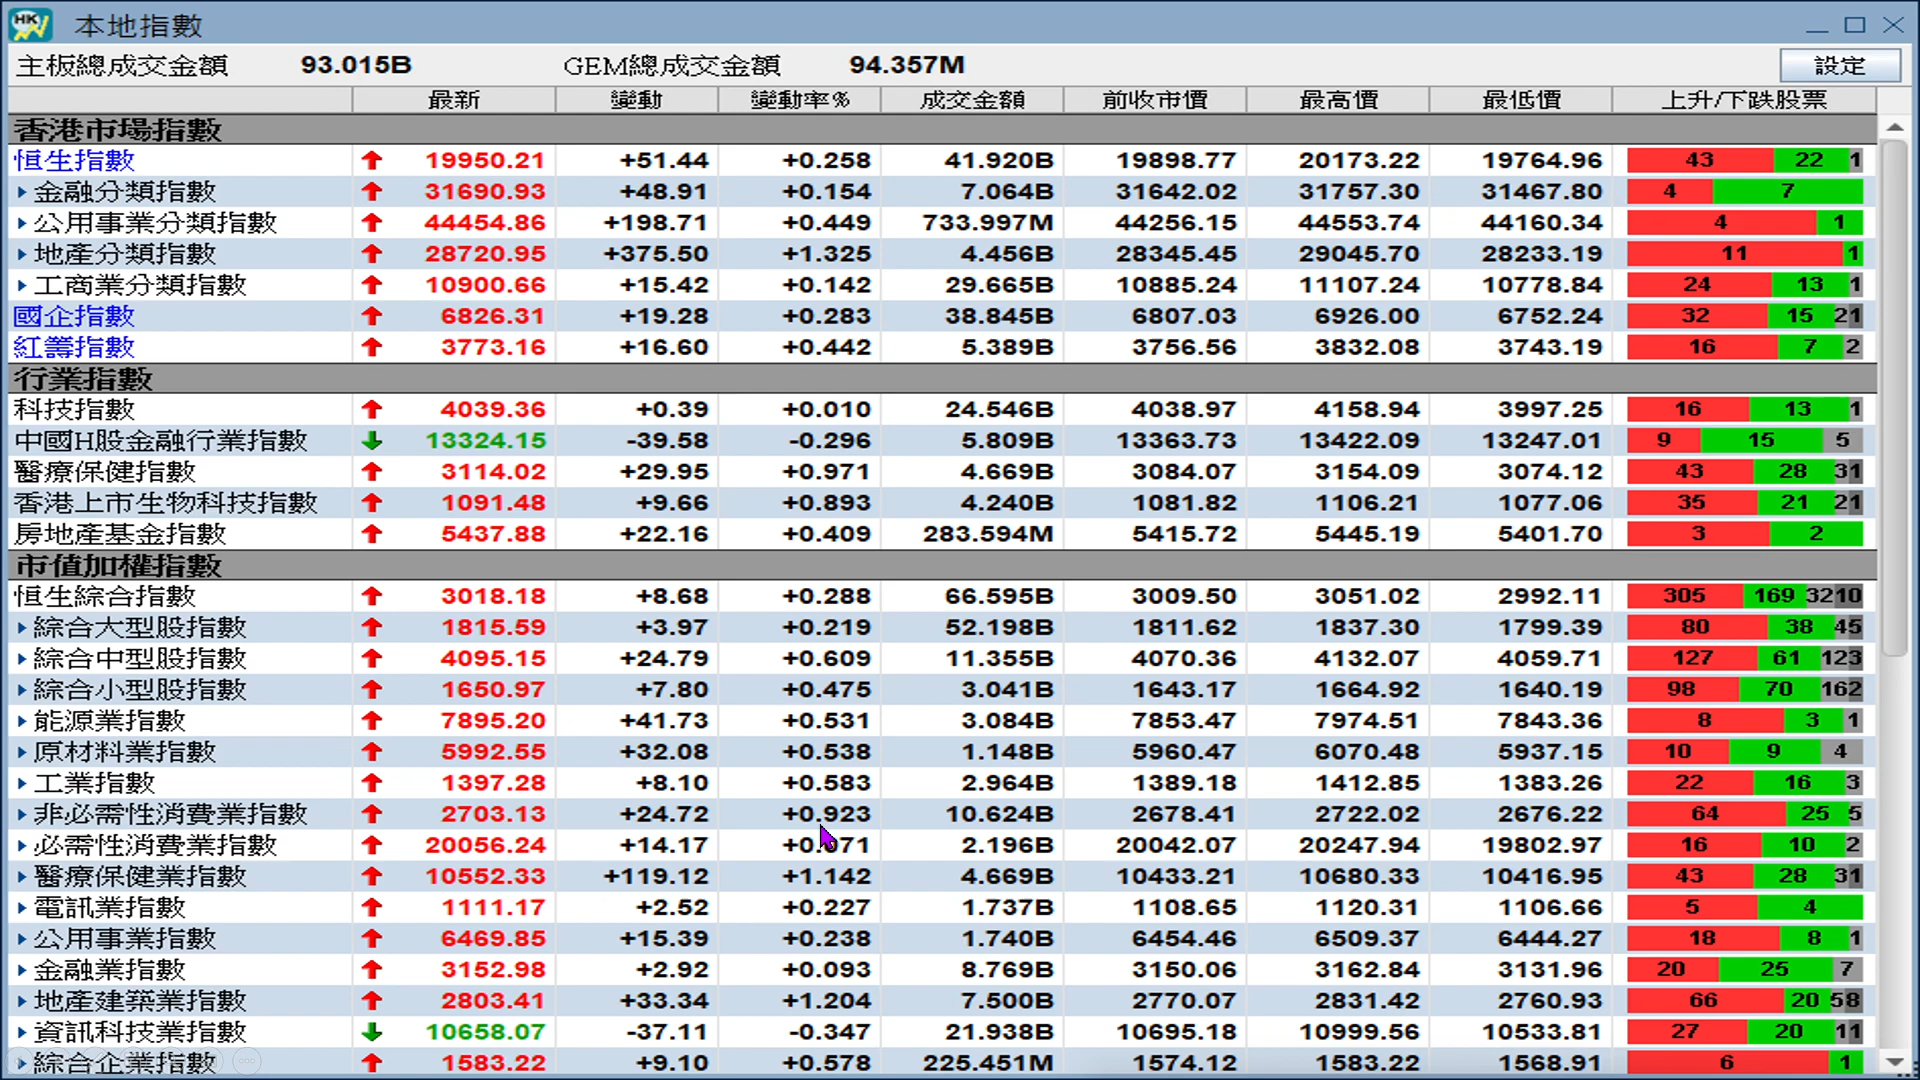 本地指數
主板總成交金額 93.015B GEM總成交金額 94.357M 設定
最新 變動 變動率% 成交金額 前收市價 最高價 最低價 上升/下跌股票
香港市場指數
恒生指數 19950.21 +51.44 +0.258 41.920B 19898.77 20173.22 19764.96 43 22 1
金融分類指數 31690.93 +48.91 +0.154 7.064B 31642.02 31757.30 31467.80 4 7
公用事業分類指數 44454.86 +198.71 +0.449 733.997M 44256.15 44553.74 44160.34 4 1
地產分類指數 28720.95 +375.50 +1.325 4.456B 28345.45 29045.70 28233.19 11 1
工商業分類指數 10900.66 +15.42 +0.142 29.665B 10885.24 11107.24 10778.84 24 13 1
國企指數 6826.31 +19.28 +0.283 38.845B 6807.03 6926.00 6752.24 32 15 2 1
紅籌指數 3773.16 +16.60 +0.442 5.389B 3756.56 3832.08 3743.19 16 7 2
行業指數
科技指數 4039.36 +0.39 +0.010 24.546B 4038.97 4158.94 3997.25 16 13 1
中國H股金融行業指數 13324.15 -39.58 -0.296 5.809B 13363.73 13422.09 13247.01 9 15 5
醫療保健指數 3114.02 +29.95 +0.971 4.669B 3084.07 3154.09 3074.12 43 28 3 1
香港上市生物科技指數 1091.48 +9.66 +0.893 4.240B 1081.82 1106.21 1077.06 35 21 2 1
房地產基金指數 5437.88 +22.16 +0.409 283.594M 5415.72 5445.19 5401.70 3 2
市值加權指數
恒生綜合指數 3018.18 +8.68 +0.288 66.595B 3009.50 3051.02 2992.11 305 169 32 10
綜合大型股指數 1815.59 +3.97 +0.219 52.198B 1811.62 1837.30 1799.39 80 38 4 5
綜合中型股指數 4095.15 +24.79 +0.609 11.355B 4070.36 4132.07 4059.71 127 61 12 3
綜合小型股指數 1650.97 +7.80 +0.475 3.041B 1643.17 1664.92 1640.19 98 70 16 2
能源業指數 7895.20 +41.73 +0.531 3.084B 7853.47 7974.51 7843.36 8 3 1
原材料業指數 5992.55 +32.08 +0.538 1.148B 5960.47 6070.48 5937.15 10 9 4
工業指數 1397.28 +8.10 +0.583 2.964B 1389.18 1412.85 1383.26 22 16 3
非必需性消費業指數 2703.13 +24.72 +0.923 10.624B 2678.41 2722.02 2676.22 64 25 5
必需性消費業指數 20056.24 +14.17 +0.071 2.196B 20042.07 20247.94 19802.97 16 10 2
醫療保健業指數 10552.33 +119.12 +1.142 4.669B 10433.21 10680.33 10416.95 43 28 3 1
電訊業指數 1111.17 +2.52 +0.227 1.737B 1108.65 1120.31 1106.66 5 4
公用事業指數 6469.85 +15.39 +0.238 1.740B 6454.46 6509.37 6444.27 18 8 1
金融業指數 3152.98 +2.92 +0.093 8.769B 3150.06 3162.84 3131.96 20 25 7
地產建築業指數 2803.41 +33.34 +1.204 7.500B 2770.07 2831.42 2760.93 66 20 5 8
資訊科技業指數 10658.07 -37.11 -0.347 21.938B 10695.18 10999.56 10533.81 27 20 1 1
綜合企業指數 1583.22 +9.10 +0.578 225.451M 1574.12 1583.22 1568.91 6 1